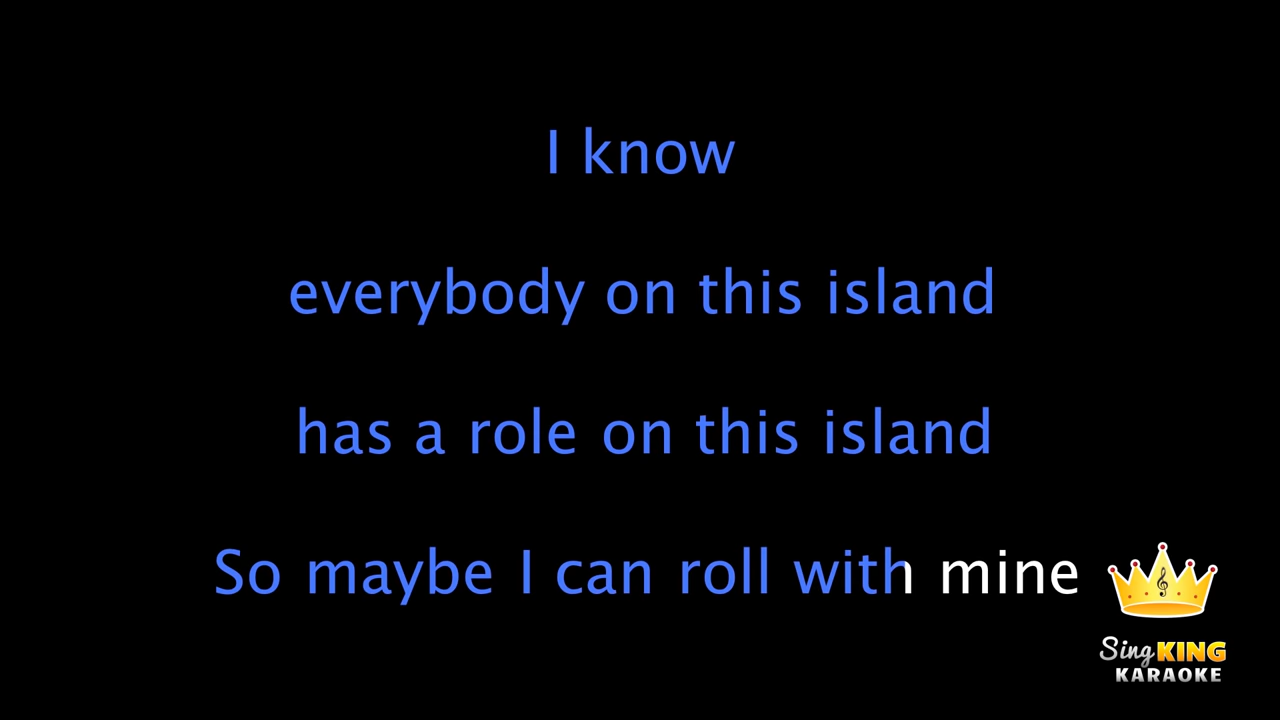 I know
everybody on this island
has a role on this island
So maybe I can roll with mine
Sing KING
KARAOKE